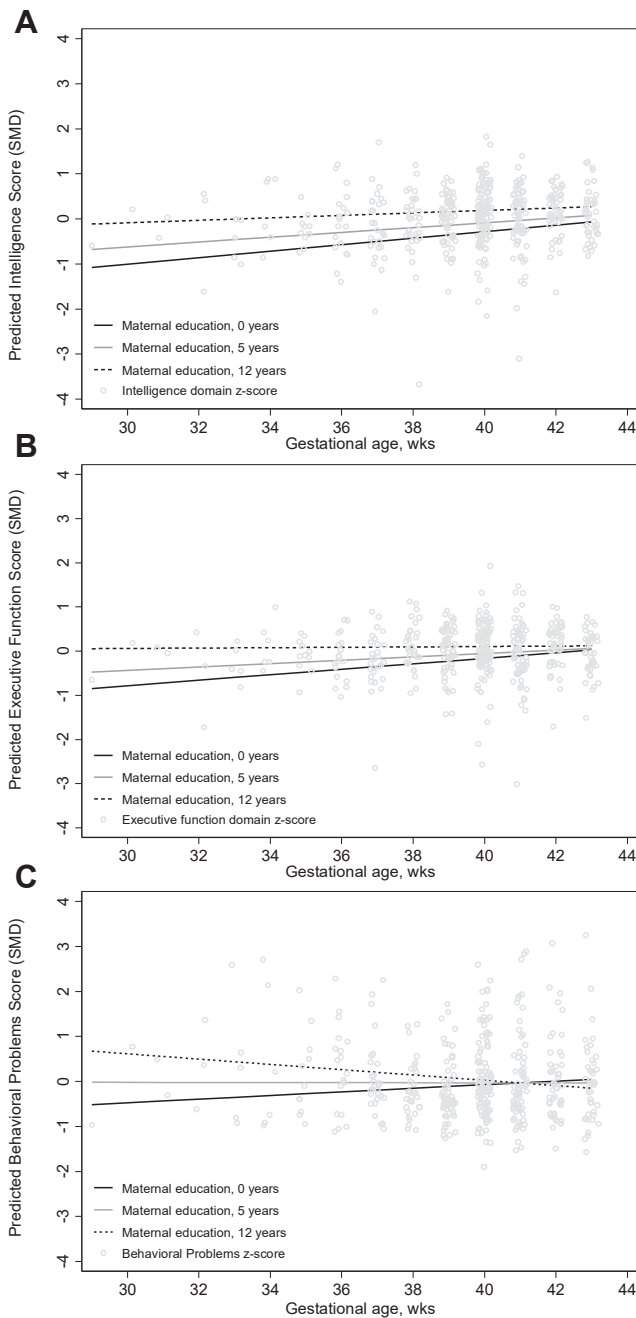 A
Predicted Intelligence Score (SMD)
4
3
2
1
0
-1
-2
-3
-4
Maternal education, 0 years
Maternal education, 5 years
Maternal education, 12 years
Intelligence domain z-score
30 32 34 36 38 40 42 44
Gestational age, wks
B
Predicted Executive Function Score (SMD)
4
3
2
1
0
-1
-2
-3
-4
Maternal education, 0 years
Maternal education, 5 years
Maternal education, 12 years
Executive function domain z-score
30 32 34 36 38 40 42 44
Gestational age, wks
C
Predicted Behavioral Problems Score (SMD)
4
3
2
1
0
-1
-2
-3
-4
Maternal education, 0 years
Maternal education, 5 years
Maternal education, 12 years
Behavioral Problems z-score
30 32 34 36 38 40 42 44
Gestational age, wks